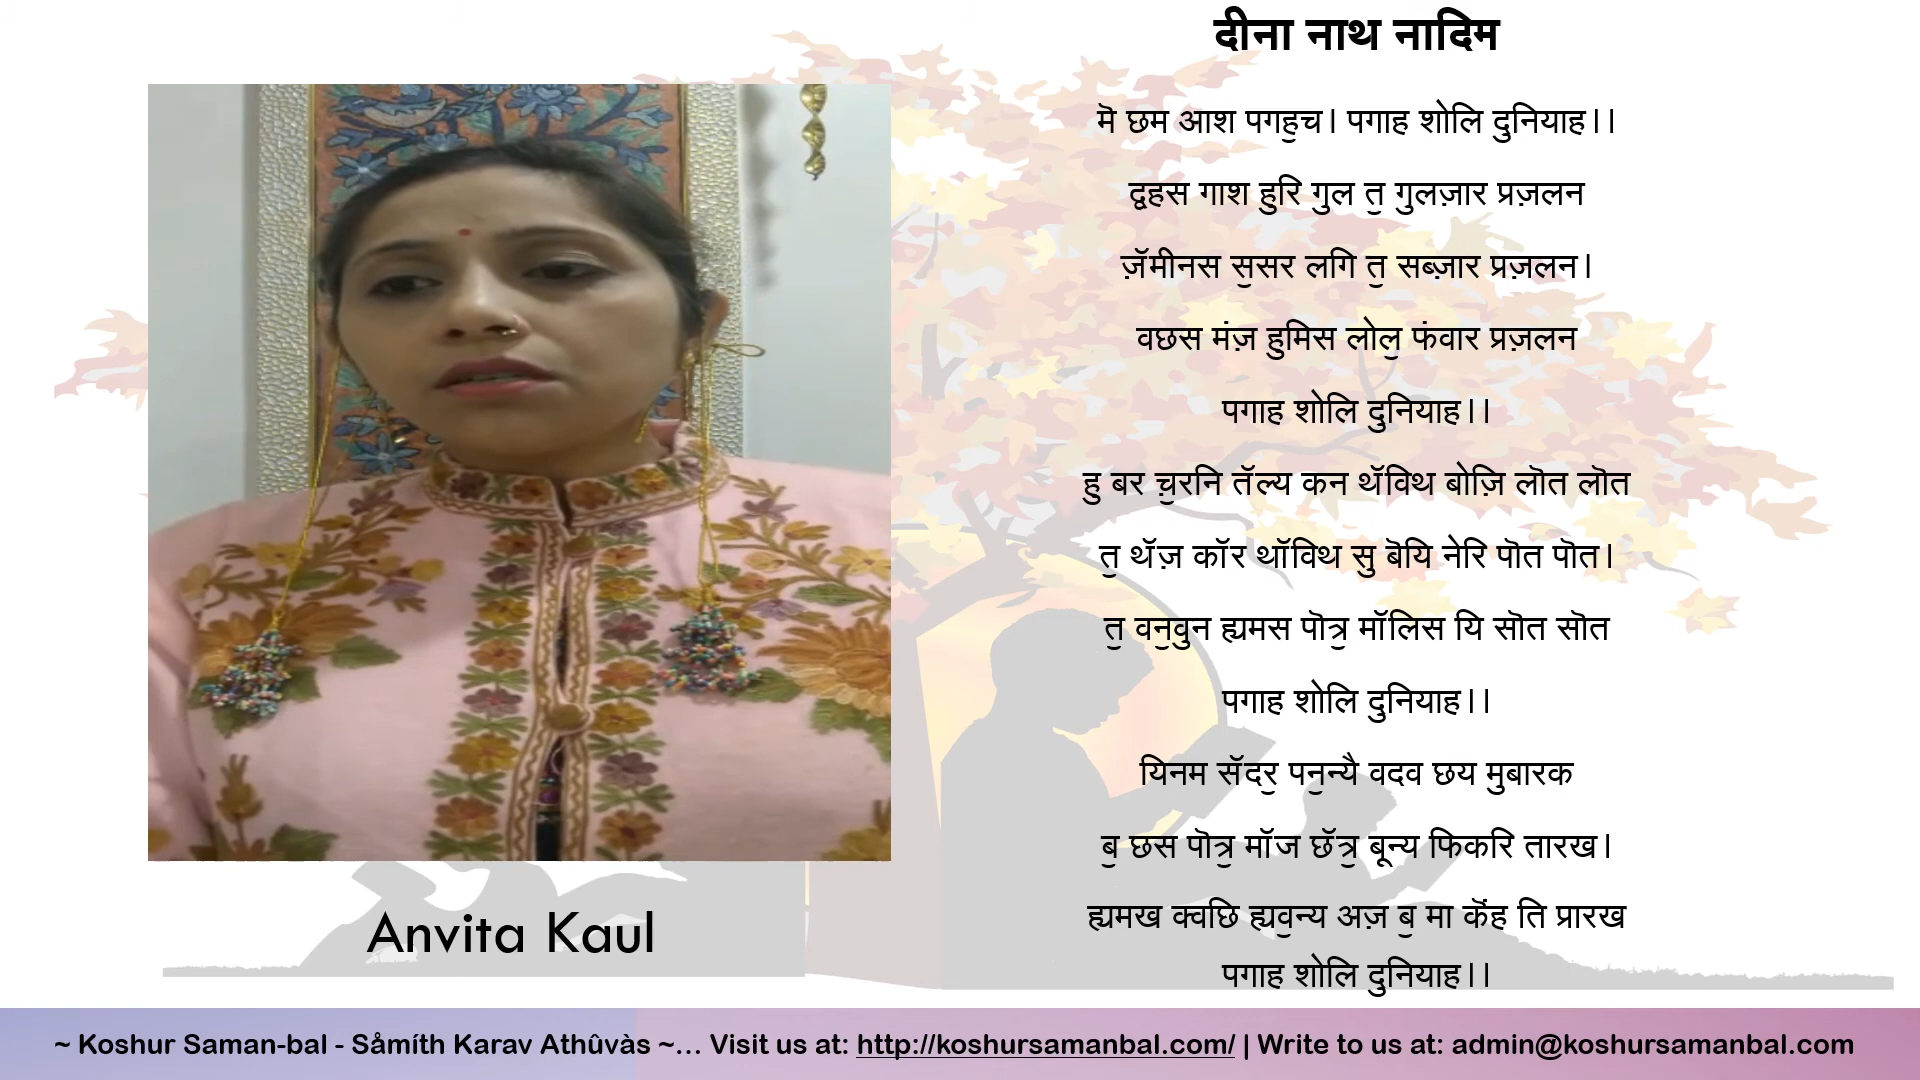 दीना नाथ नादिम
मॆ छम आश पगह॒च। पगाह शोलि दुनियाह।।
द्वहस गाश हुरि गुल त॒ गुलज़ार प्रज़लन
ज़ॅमीनस स॒सर लगि त॒ सब्ज़ार प्रज़लन।
वछस मंज़ हुमिस लोल॒ फंवार प्रज़लन
पगाह शोलि दुनियाह।।
हु बर च॒रनि तॅल्य कन थॅविथ बोज़ि लॊत लॊत
त॒ थॅज़ कॉर थॉविथ सु बॆयि नेरि पॊत पॊत।
त॒ वन॒वुन ह्यमस पॊत्र॒ मॉलिस यि सॊत सॊत
पगाह शोलि दुनियाह।।
यिनम सॅदर॒ पन॒न्यै वदव छय मुबारक
ब॒ छस पॊत्र॒ मॉज छॅत्र॒ बून्य फिकरि तारख।
ह्यमख क्वछि ह्यव॒न्य अज़ ब॒ मा कॆंह ति प्रारख
पगाह शोलि दुनियाह।।
Anvita Kaul
~ Koshur Saman-bal - Såmíth Karav Athûvàs ~... Visit us at: http://koshursamanbal.com/ | Write to us at: admin@koshursamanbal.com